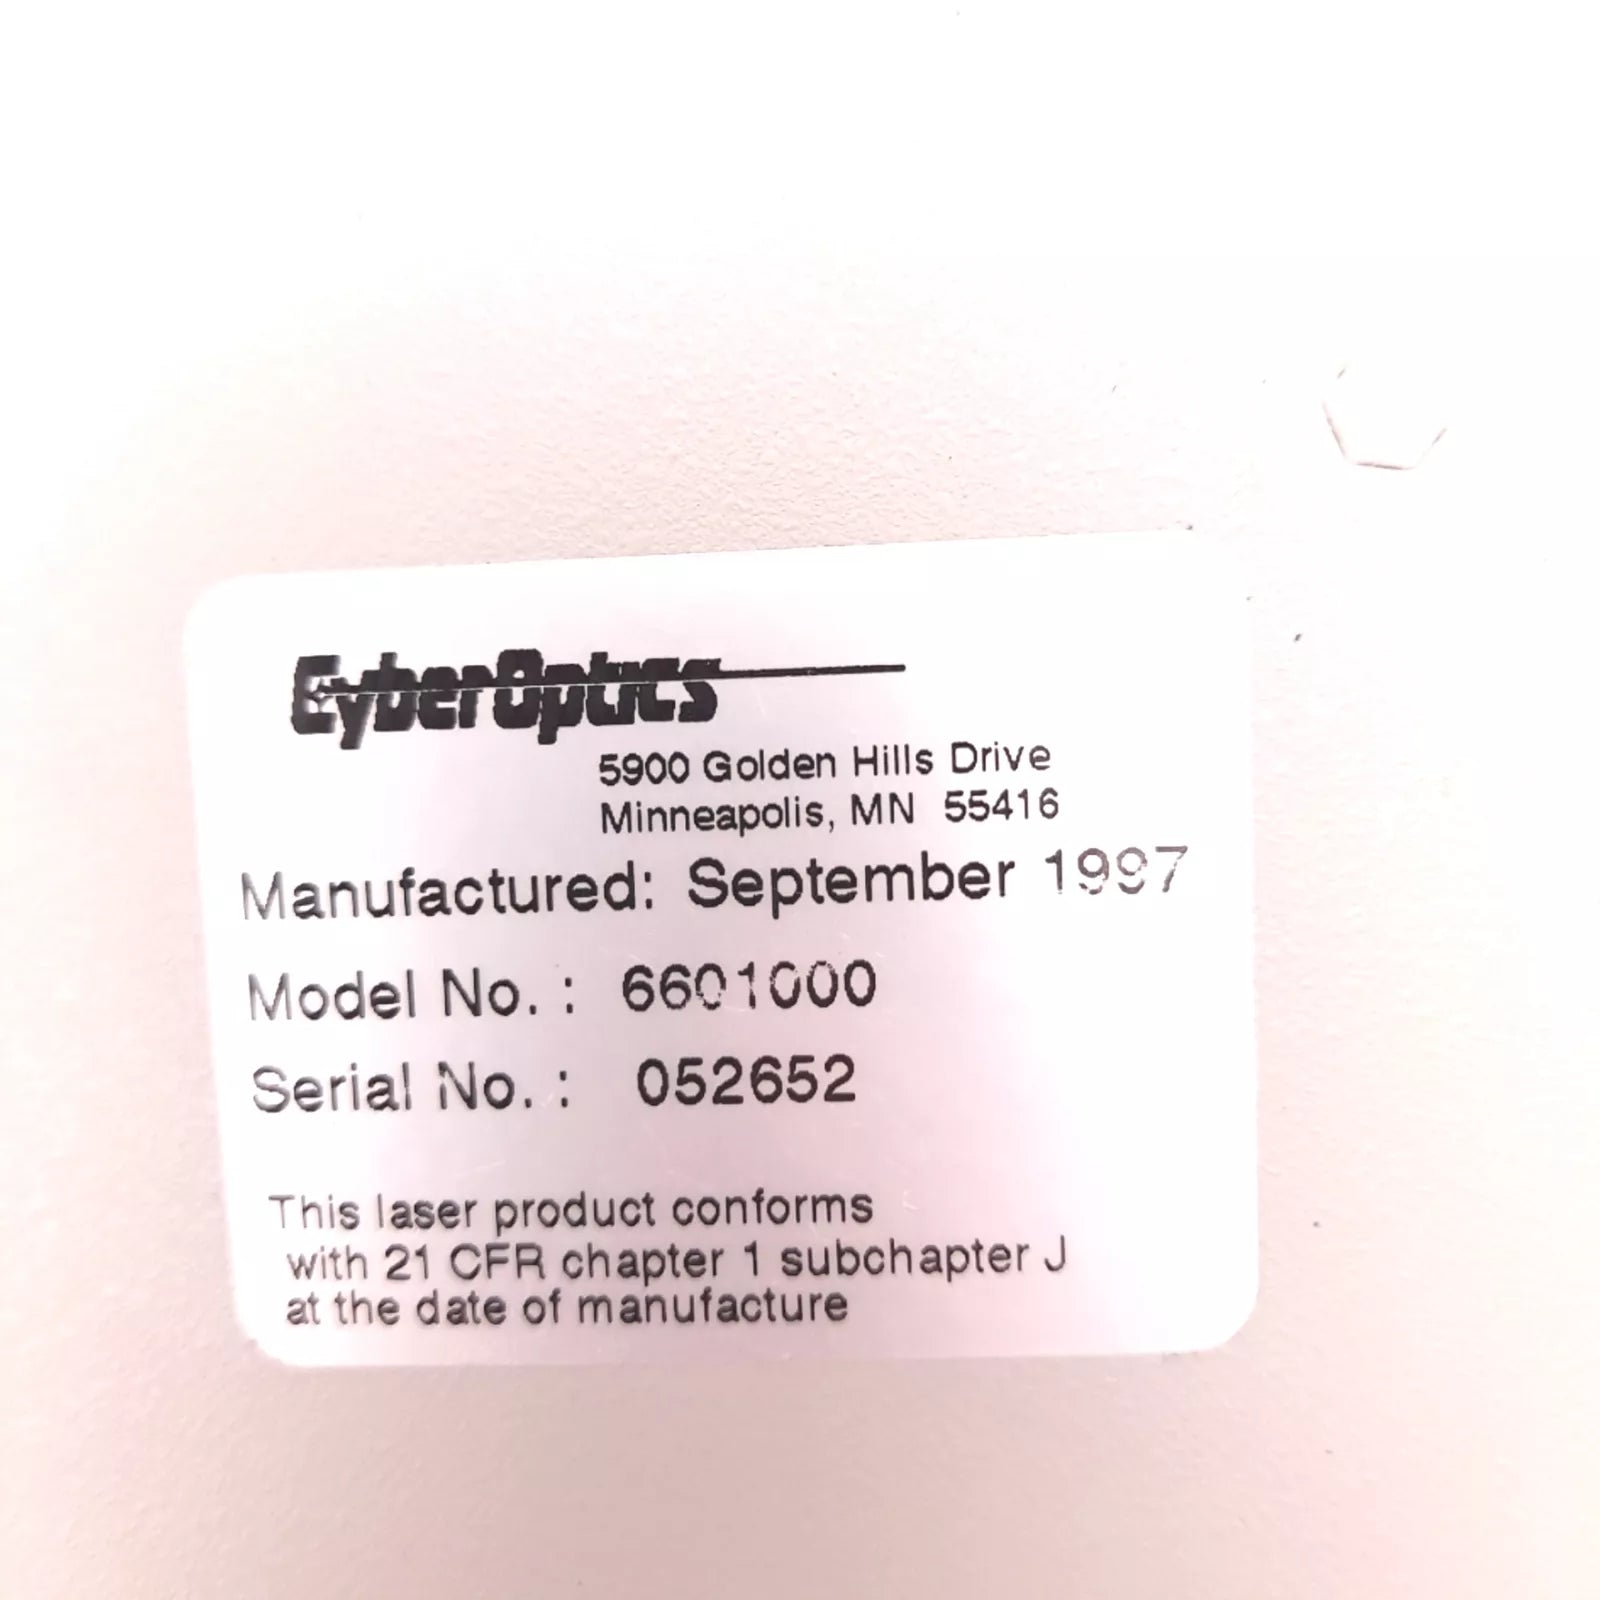 CyberOptics
5900 Golden Hills Drive
Minneapolis, MN 55416
Manufactured: September 1997
Model No. : 6601000
Serial No. : 052652
This laser product conforms
with 21 CFR chapter 1 subchapter J
at the date of manufacture